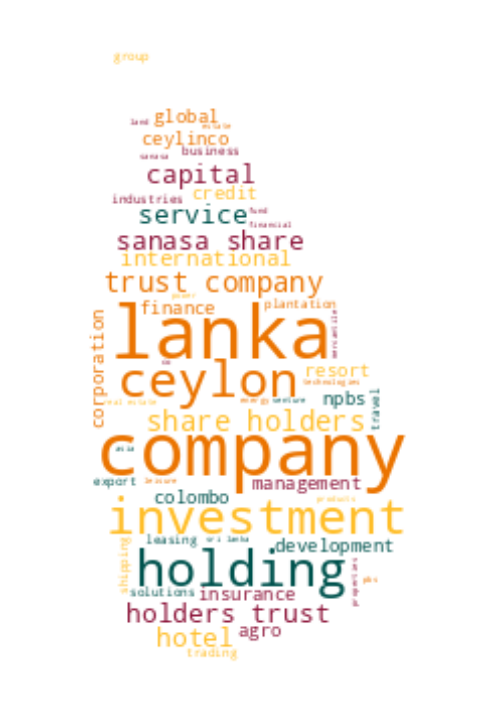 group
land
global
estate
ceylinco
sanasa
business
capital
industries
credit
service
fund
financial
sanasa share
international
trust company
power
finance
plantation
corporation
lanka
mercantile
ceylon
resort
technologies
real estate
energy
venture
npbs
travel
share holders
company
asia
export
leisure
management
colombo
products
investment
leasing
sri lanka
development
shipping
holding
pbs
solutions
insurance
holders trust
hotel
agro
trading